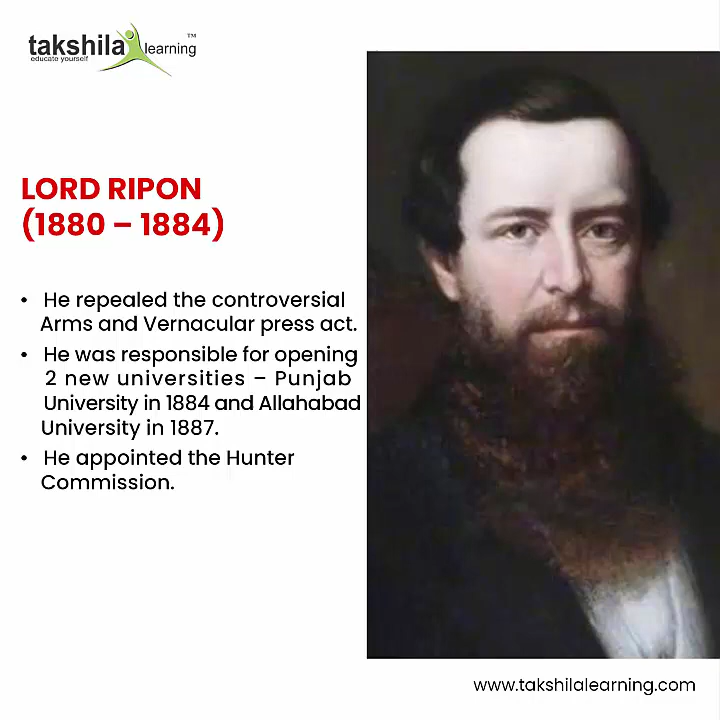 takshila learning ™
educate yourself
LORD RIPON
(1880 – 1884)
• He repealed the controversial
Arms and Vernacular press act.
• He was responsible for opening
2 new universities – Punjab
University in 1884 and Allahabad
University in 1887.
• He appointed the Hunter
Commission.
www.takshilalearning.com